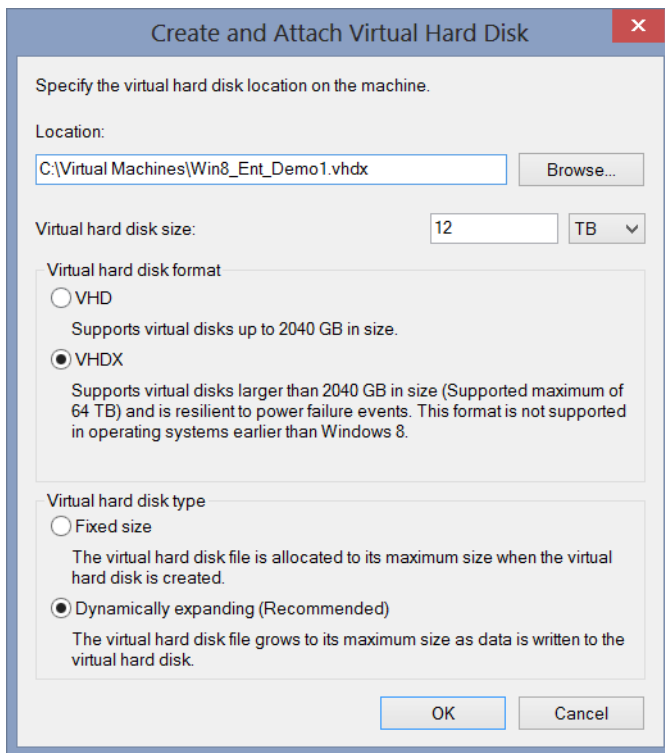 Create and Attach Virtual Hard Disk
Specify the virtual hard disk location on the machine.
Location:
C:\Virtual Machines\Win8_Ent_Demo1.vhdx
Browse...
Virtual hard disk size:
12
TB
Virtual hard disk format
VHD
Supports virtual disks up to 2040 GB in size.
VHDX
Supports virtual disks larger than 2040 GB in size (Supported maximum of
64 TB) and is resilient to power failure events. This format is not supported
in operating systems earlier than Windows 8.
Virtual hard disk type
Fixed size
The virtual hard disk file is allocated to its maximum size when the virtual
hard disk is created.
Dynamically expanding (Recommended)
The virtual hard disk file grows to its maximum size as data is written to the
virtual hard disk.
OK
Cancel